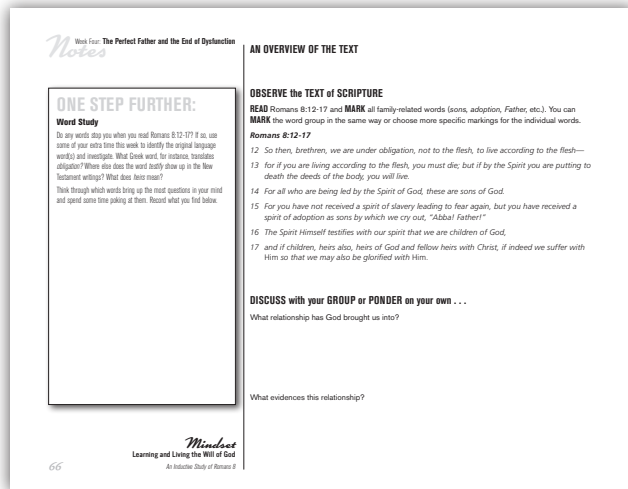 Notes
Week Four: The Perfect Father and the End of Dysfunction
ONE STEP FURTHER:
Word Study
Do any words stop you when you read Romans 8:12-17? If so, use
some of your extra time this week to identify the original language
word(s) and investigate. What Greek word, for instance, translates
obligation? Where else does the word testify show up in the New
Testament writings? What does heirs mean?
Think through which words bring up the most questions in your mind
and spend some time poking at them. Record what you find below.
AN OVERVIEW OF THE TEXT
OBSERVE the TEXT of SCRIPTURE
READ Romans 8:12-17 and MARK all family-related words (sons, adoption, Father, etc.). You can
MARK the word group in the same way or choose more specific markings for the individual words.
Romans 8:12-17
12 So then, brethren, we are under obligation, not to the flesh, to live according to the flesh—
13 for if you are living according to the flesh, you must die; but if by the Spirit you are putting to
death the deeds of the body, you will live.
14 For all who are being led by the Spirit of God, these are sons of God.
15 For you have not received a spirit of slavery leading to fear again, but you have received a
spirit of adoption as sons by which we cry out, "Abba! Father!"
16 The Spirit Himself testifies with our spirit that we are children of God,
17 and if children, heirs also, heirs of God and fellow heirs with Christ, if indeed we suffer with
Him so that we may also be glorified with Him.
DISCUSS with your GROUP or PONDER on your own . . .
What relationship has God brought us into?
What evidences this relationship?
Mindset
Learning and Living the Will of God
66
An Inductive Study of Romans 8